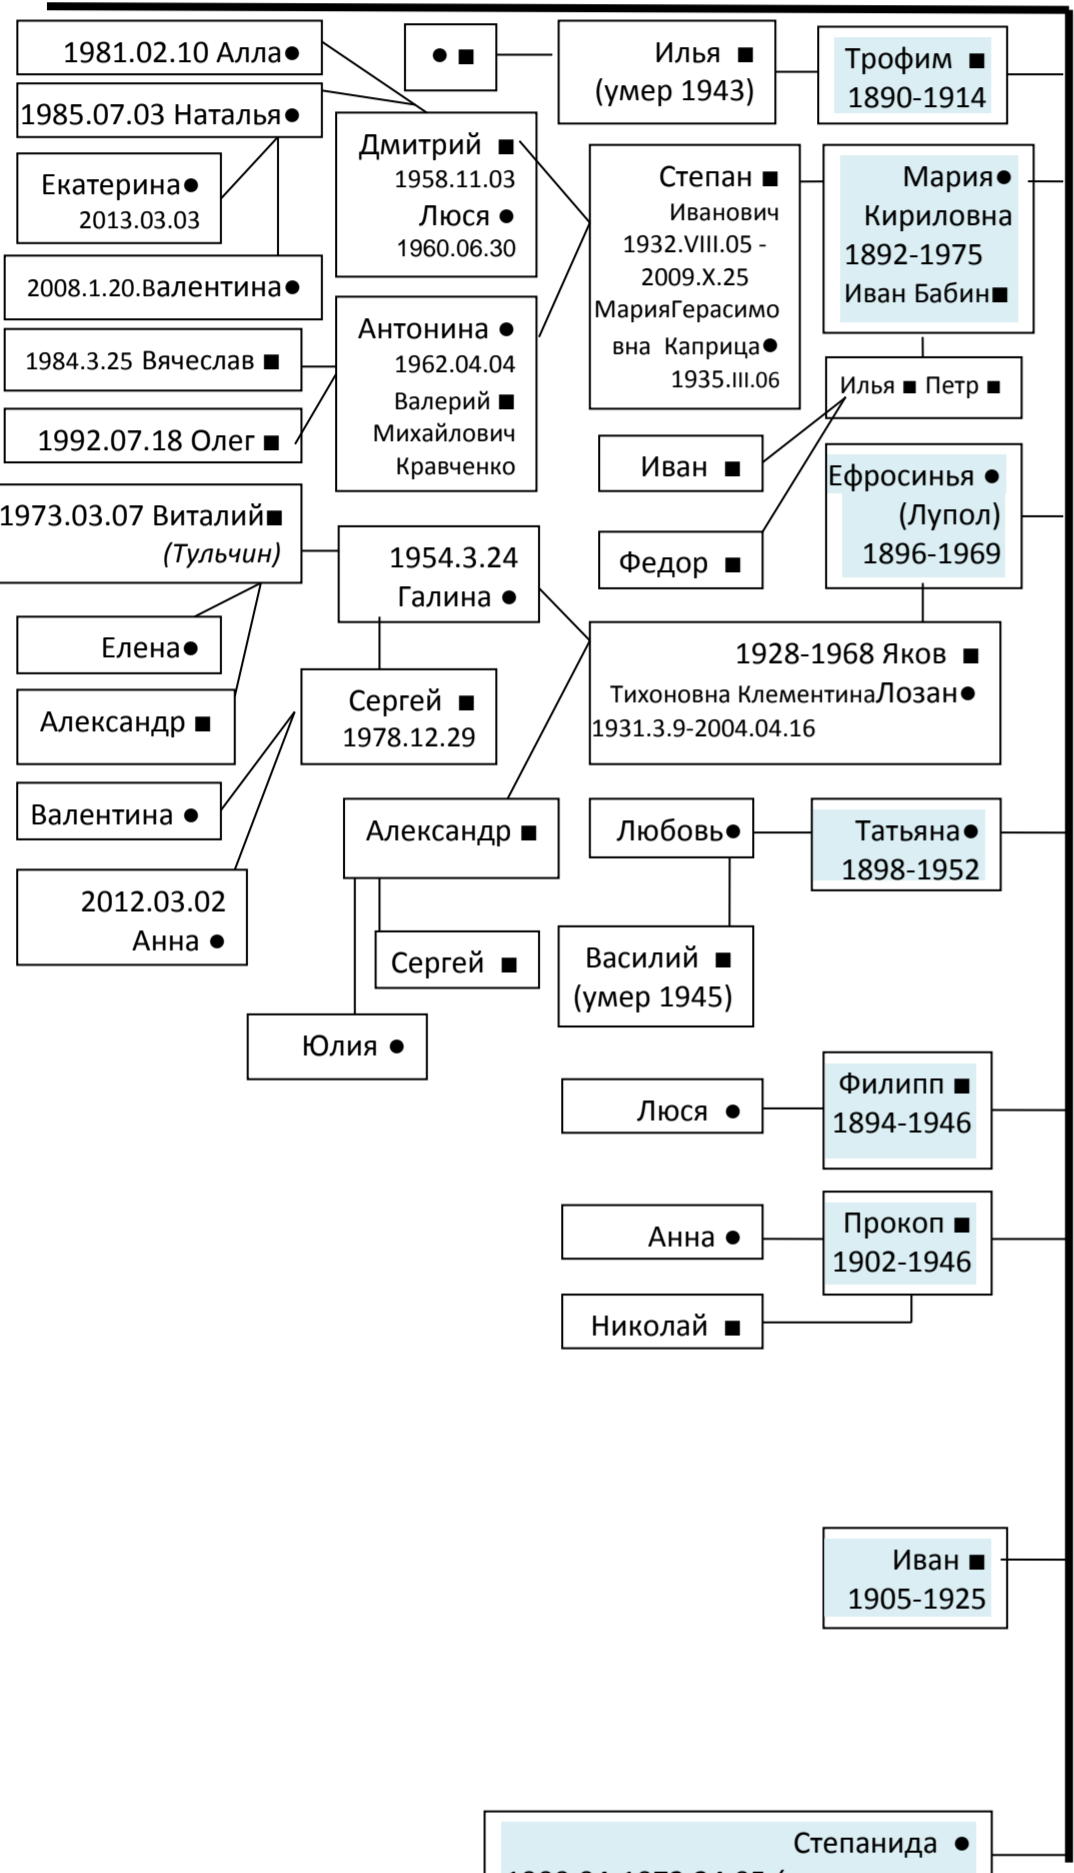 1981.02.10 Алла●
● ■
Илья ■
(умер 1943)
Трофим ■
1890-1914
1985.07.03 Наталья●
Екатерина●
2013.03.03
2008.1.20.Валентина●
Дмитрий ■
1958.11.03
Люся ●
1960.06.30
Степан ■
Иванович
1932.VIII.05 -
2009.X.25
МарияГерасимо
вна Каприца●
1935.III.06
Мария●
Кириловна
1892-1975
Иван Бабин■
1984.3.25 Вячеслав ■
1992.07.18 Олег ■
Антонина ●
1962.04.04
Валерий ■
Михайлович
Кравченко
Илья ■ Петр ■
Иван ■
Федор ■
Ефросинья ●
(Лупол)
1896-1969
1973.03.07 Виталий■
(Тульчин)
1954.3.24
Галина ●
Елена●
Александр ■
Сергей ■
1978.12.29
1928-1968 Яков ■
Тихоновна КлементинаЛозан●
1931.3.9-2004.04.16
Валентина ●
2012.03.02
Анна ●
Александр ■
Любовь●
Татьяна●
1898-1952
Сергей ■
Василий ■
(умер 1945)
Юлия ●
Люся ●
Филипп ■
1894-1946
Анна ●
Прокоп ■
1902-1946
Николай ■
Иван ■
1905-1925
Степанида ●